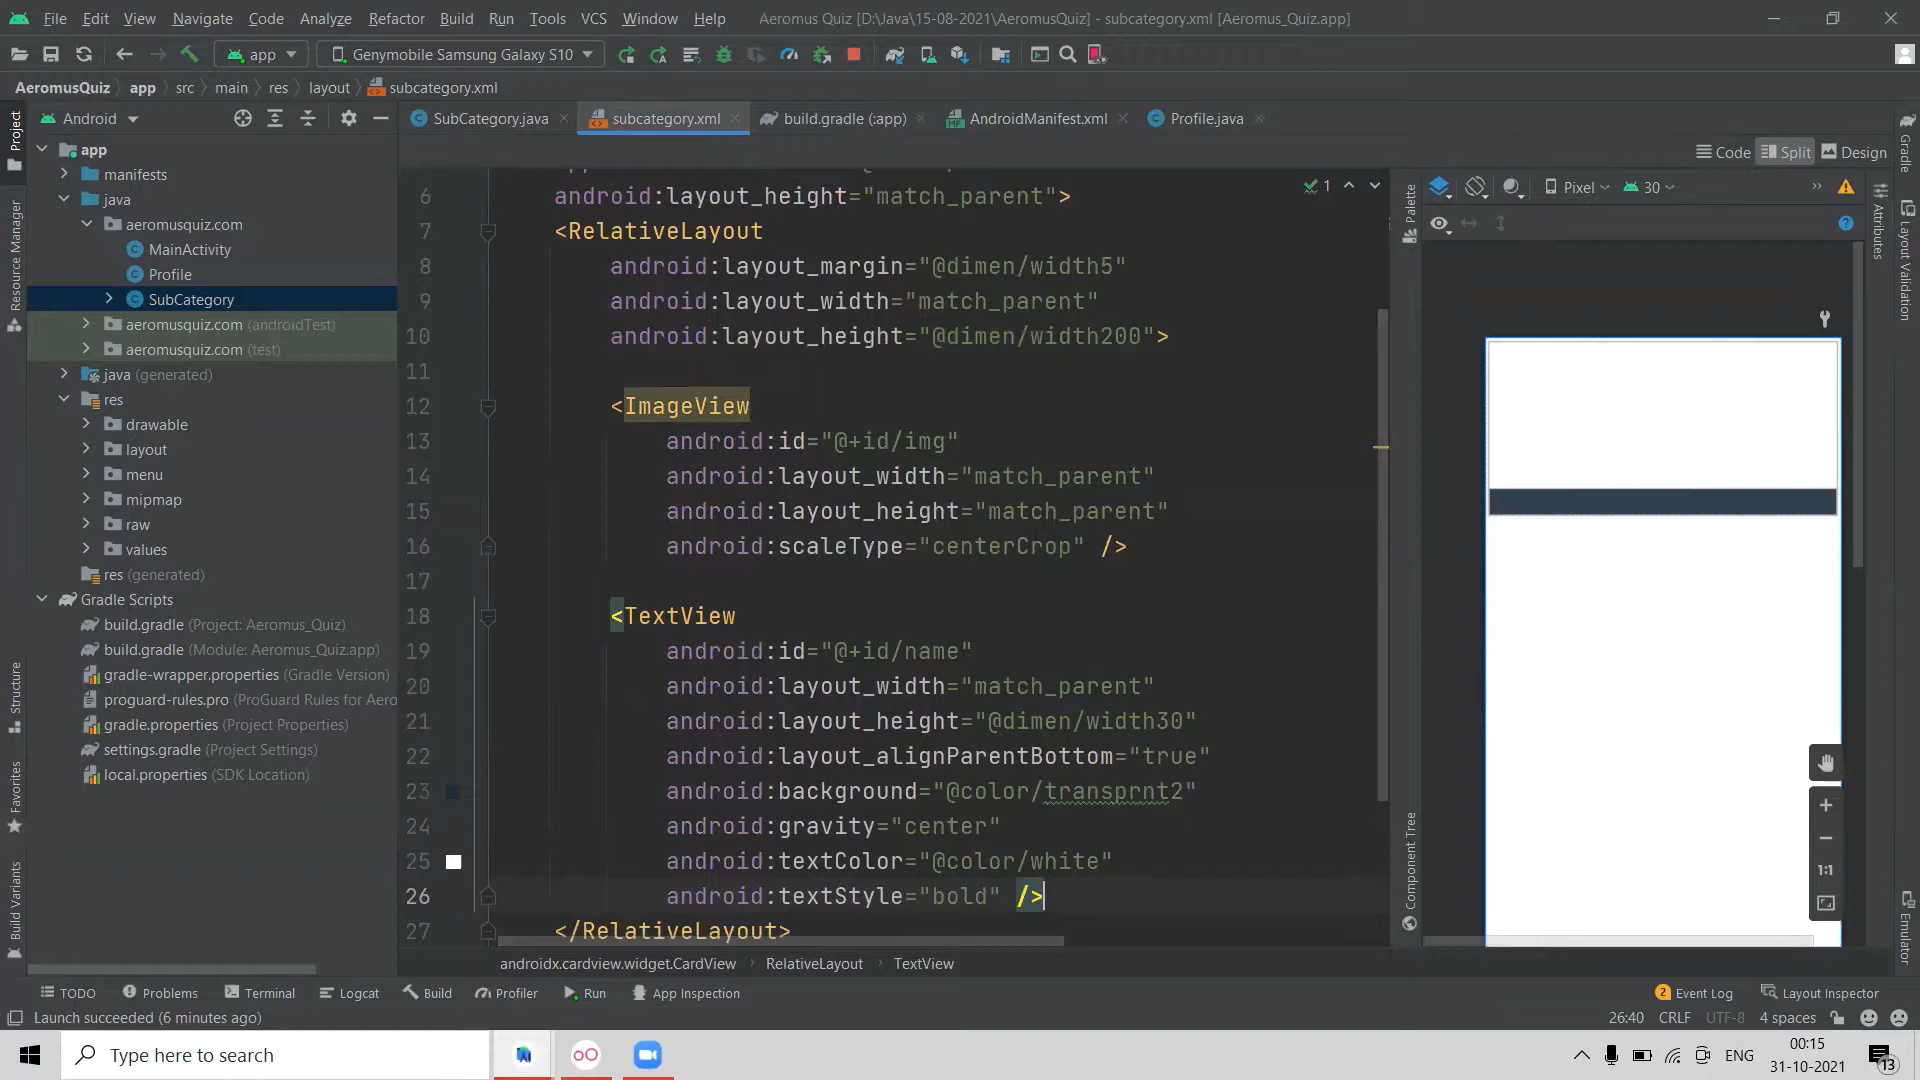 File Edit View Navigate Code Analyze Refactor Build Run Tools VCS Window Help Aeromus Quiz [D:\Java\15-08-2021\AeromusQuiz] - subcategory.xml [Aeromus_Quiz.app]
app Genymobile Samsung Galaxy S10
AeromusQuiz app src main res layout subcategory.xml
Project
Android
SubCategory.java subcategory.xml build.gradle (:app) AndroidManifest.xml Profile.java
Code Split Design
app
manifests
java
aeromusquiz.com
MainActivity
Profile
SubCategory
aeromusquiz.com (androidTest)
aeromusquiz.com (test)
java (generated)
res
drawable
layout
menu
mipmap
raw
values
res (generated)
Gradle Scripts
build.gradle (Project: Aeromus_Quiz)
build.gradle (Module: Aeromus_Quiz.app)
gradle-wrapper.properties (Gradle Version)
proguard-rules.pro (ProGuard Rules for Aero
gradle.properties (Project Properties)
settings.gradle (Project Settings)
local.properties (SDK Location)
Resource Manager
Structure
Favorites
Build Variants
6 android:layout_height="match_parent">
7 <RelativeLayout
8 android:layout_margin="@dimen/width5"
9 android:layout_width="match_parent"
10 android:layout_height="@dimen/width200">
11
12 <ImageView
13 android:id="@+id/img"
14 android:layout_width="match_parent"
15 android:layout_height="match_parent"
16 android:scaleType="centerCrop" />
17
18 <TextView
19 android:id="@+id/name"
20 android:layout_width="match_parent"
21 android:layout_height="@dimen/width30"
22 android:layout_alignParentBottom="true"
23 android:background="@color/transprnt2"
24 android:gravity="center"
25 android:textColor="@color/white"
26 android:textStyle="bold" />
27 </RelativeLayout>
1
Palette
Component Tree
Pixel 30
1:1
Gradle
Attributes
Layout Validation
Emulator
androidx.cardview.widget.CardView RelativeLayout TextView
TODO Problems Terminal Logcat Build Profiler Run App Inspection 2 Event Log Layout Inspector
Launch succeeded (6 minutes ago) 26:40 CRLF UTF-8 4 spaces
Type here to search
ENG
00:15
31-10-2021
13